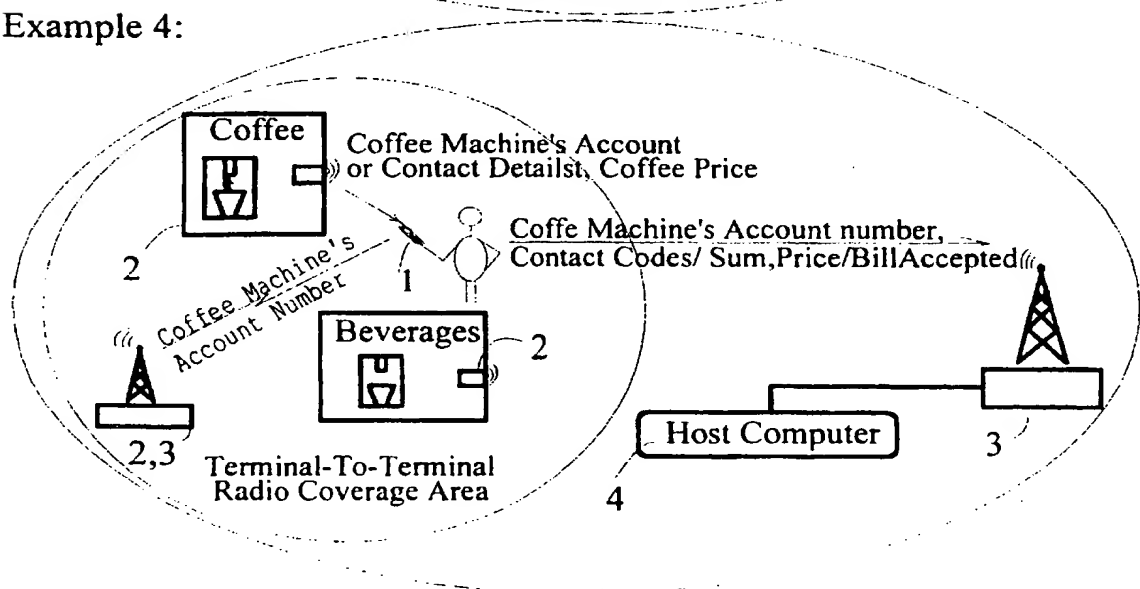 Example 4:
Coffee
Coffee Machine's Account
or Contact Detailst, Coffee Price
Coffe Machine's Account number,
Contact Codes/ Sum,Price/BillAccepted
2
1
Coffee Machine's
Account Number
Beverages
2
2,3
Terminal-To-Terminal
Radio Coverage Area
Host Computer
4
3